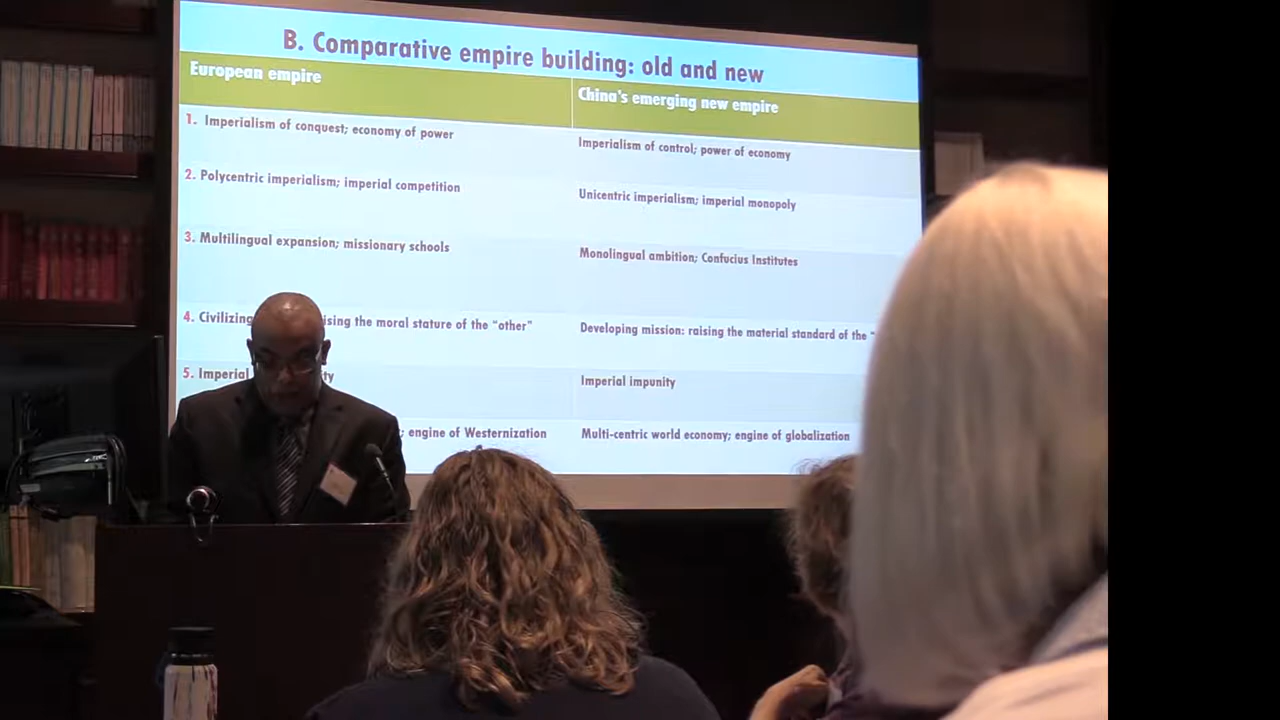 B. Comparative empire building: old and new
European empire
China's emerging new empire
1. Imperialism of conquest; economy of power
Imperialism of control; power of economy
2. Polycentric imperialism; imperial competition
Unicentric imperialism; imperial monopoly
3. Multilingual expansion; missionary schools
Monolingual ambition; Confucius Institutes
4. Civilizing ising the moral stature of the "other"
Developing mission: raising the material standard of the "
5. Imperial ty
Imperial impunity
; engine of Westernization
Multi-centric world economy; engine of globalization